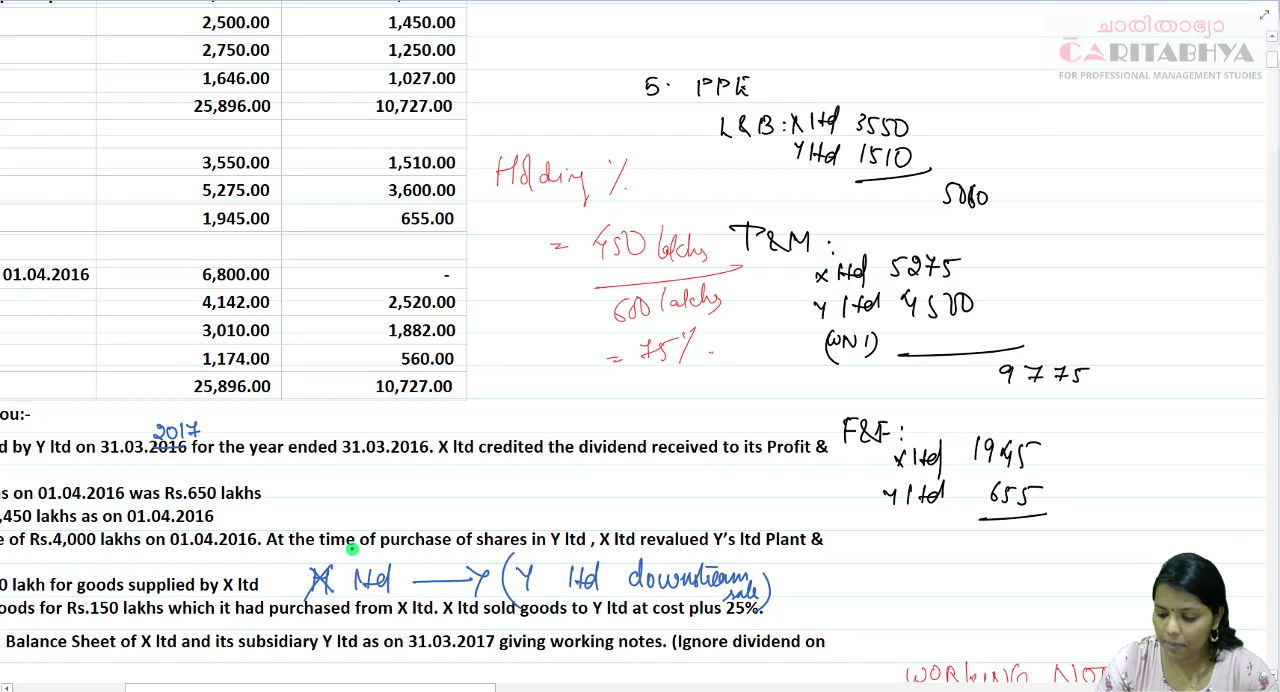 2,500.00 1,450.00
2,750.00 1,250.00
1,646.00 1,027.00
25,896.00 10,727.00
3,550.00 1,510.00
5,275.00 3,600.00
1,945.00 655.00
01.04.2016 6,800.00 -
4,142.00 2,520.00
3,010.00 1,882.00
1,174.00 560.00
25,896.00 10,727.00
ചാരിതാഭ്യാ
CARITABHYA
FOR PROFESSIONAL MANAGEMENT STUDIES
5. PPE
L&B: X ltd 3550
Y ltd 1510
5060
Holding %
= 450 lakhs
600 lakhs
= 75%.
P&M:
X ltd 5275
Y ltd 4500
(WN 1)
9775
F&F:
X ltd 1945
Y ltd 655
ou:-
2017
d by Y ltd on 31.03.2016 for the year ended 31.03.2016. X ltd credited the dividend received to its Profit &
s on 01.04.2016 was Rs.650 lakhs
,450 lakhs as on 01.04.2016
e of Rs.4,000 lakhs on 01.04.2016. At the time of purchase of shares in Y ltd , X ltd revalued Y's ltd Plant &
0 lakh for goods supplied by X ltd
X ltd → Y (Y ltd downstream sale)
oods for Rs.150 lakhs which it had purchased from X ltd. X ltd sold goods to Y ltd at cost plus 25%.
Balance Sheet of X ltd and its subsidiary Y ltd as on 31.03.2017 giving working notes. (Ignore dividend on
WORKING NOT